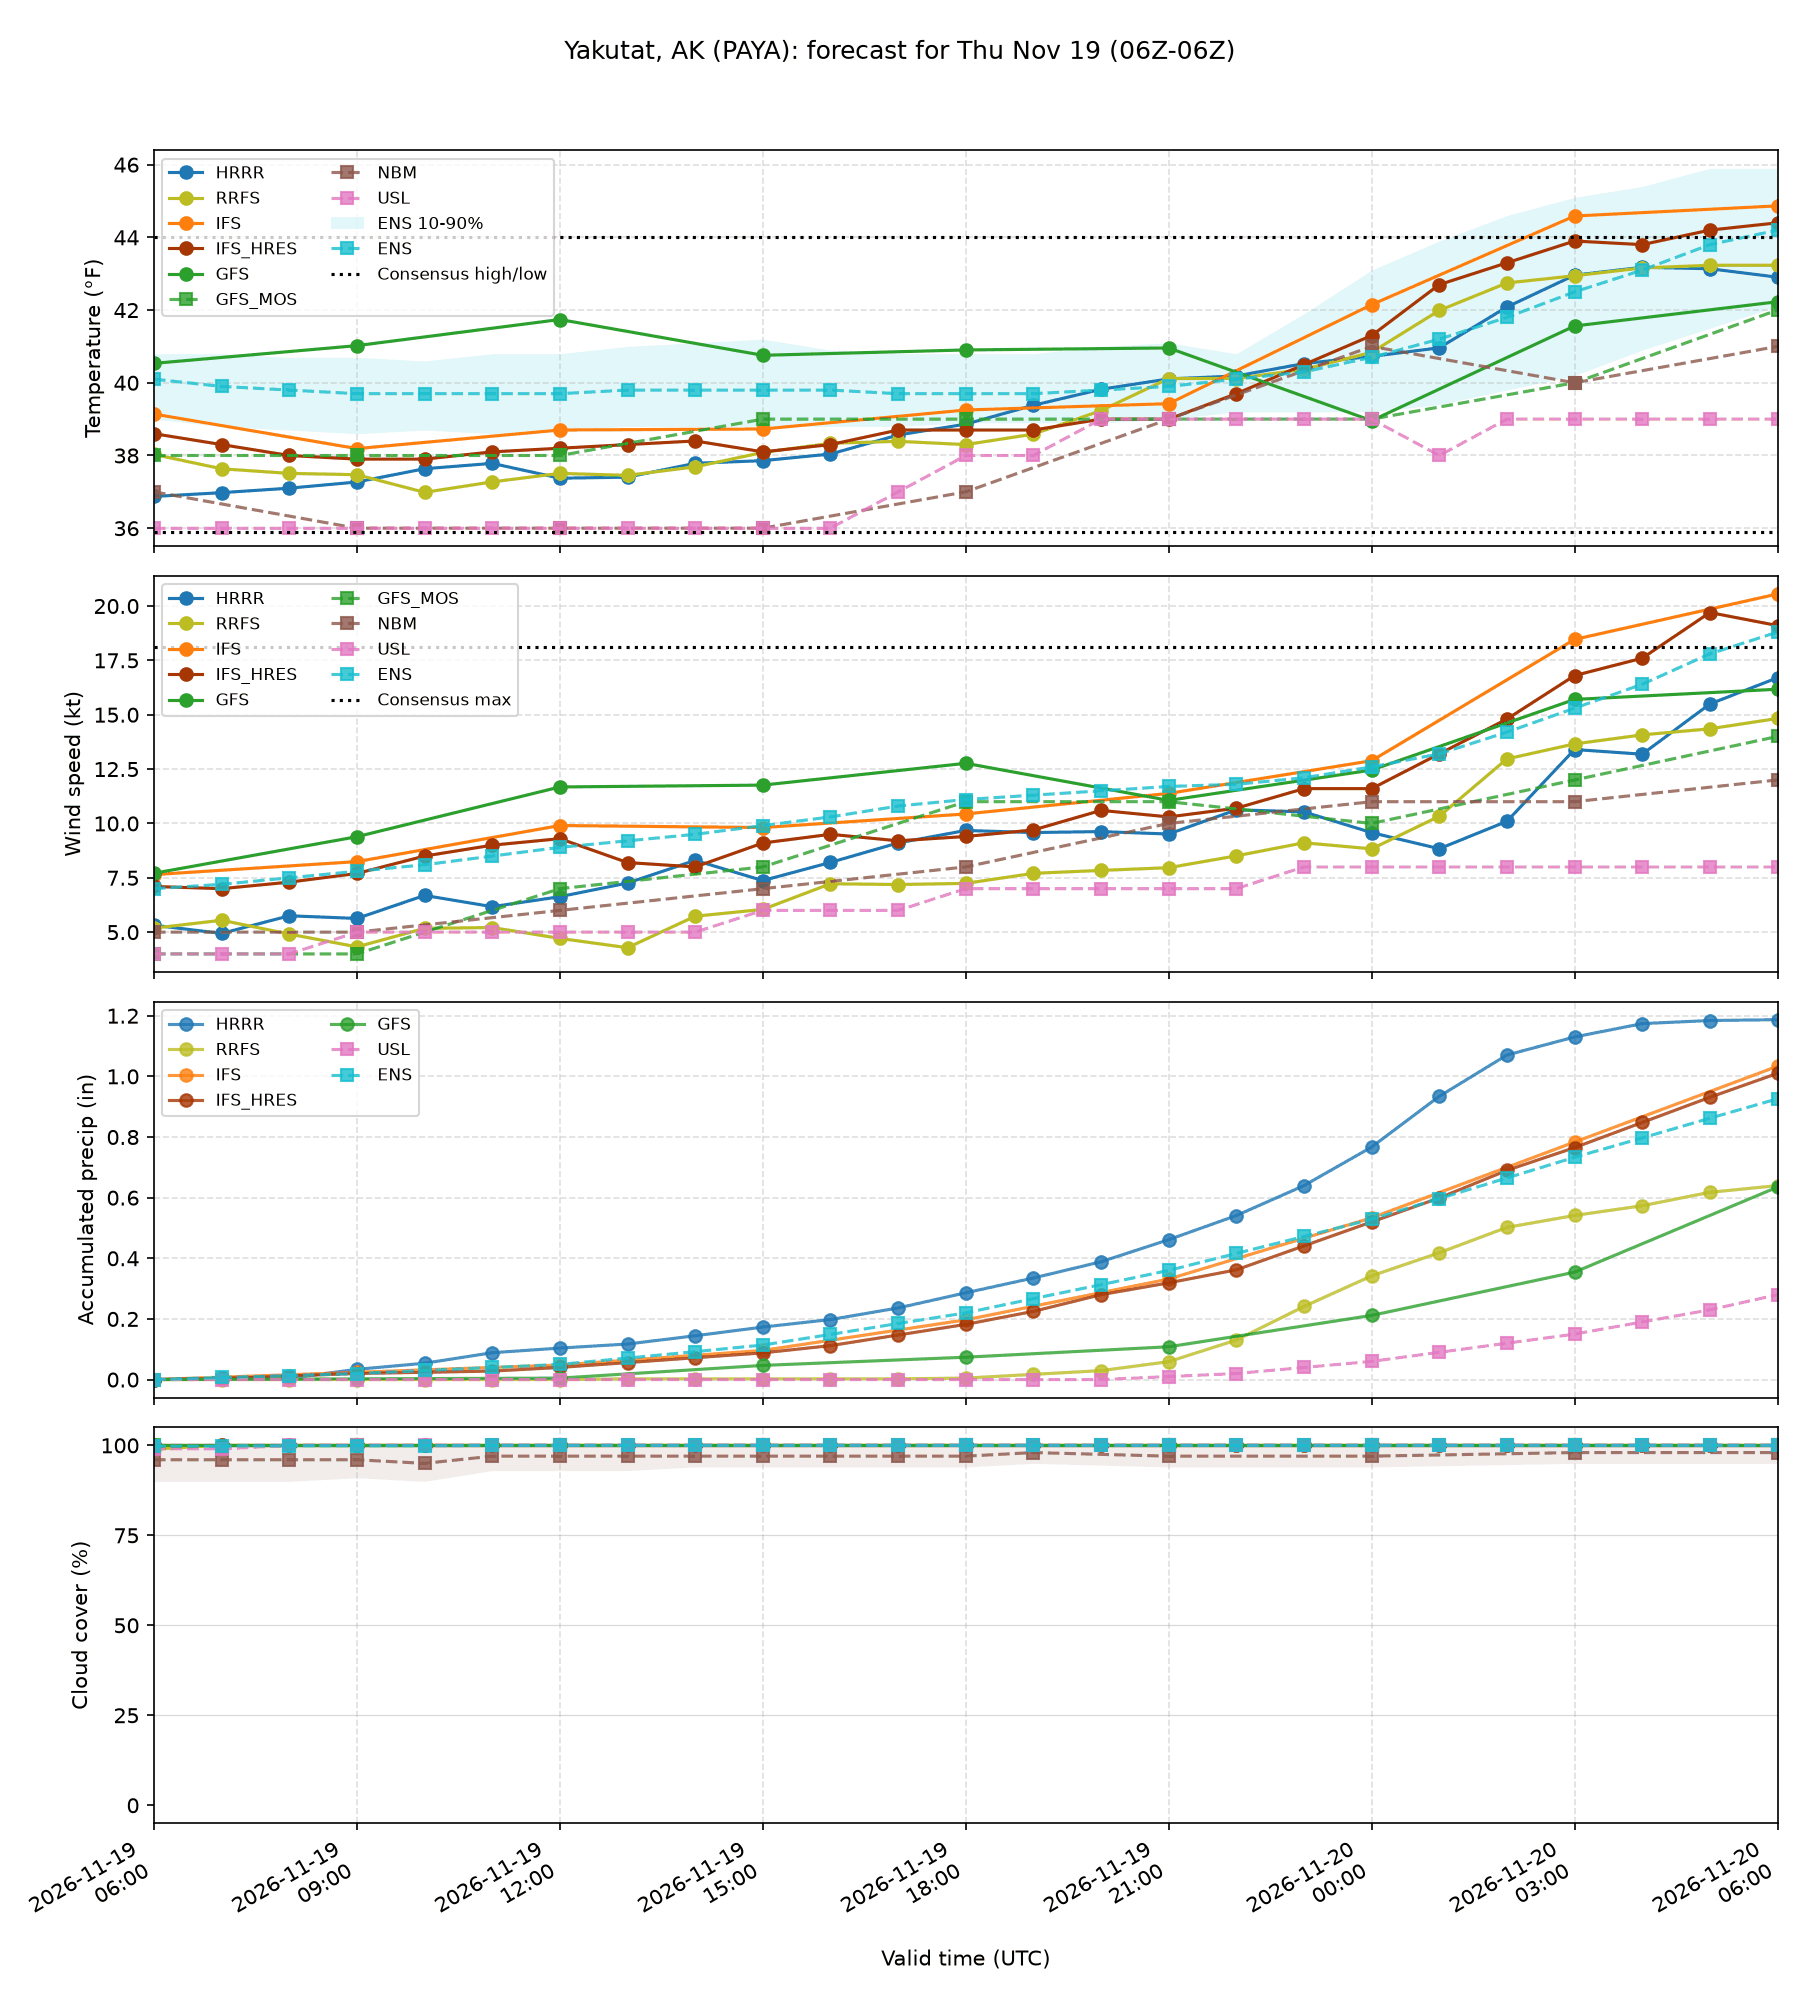 Yakutat, AK (PAYA): forecast for Thu Nov 19 (06Z-06Z)
Temperature (°F)
46
44
42
40
38
36
HRRR
RRFS
IFS
IFS_HRES
GFS
GFS_MOS
NBM
USL
ENS 10-90%
ENS
Consensus high/low
Wind speed (kt)
20.0
17.5
15.0
12.5
10.0
7.5
5.0
HRRR
RRFS
IFS
IFS_HRES
GFS
GFS_MOS
NBM
USL
ENS
Consensus max
Accumulated precip (in)
1.2
1.0
0.8
0.6
0.4
0.2
0.0
HRRR
RRFS
IFS
IFS_HRES
GFS
USL
ENS
Cloud cover (%)
100
75
50
25
0
2026-11-19
06:00
2026-11-19
09:00
2026-11-19
12:00
2026-11-19
15:00
2026-11-19
18:00
2026-11-19
21:00
2026-11-20
00:00
2026-11-20
03:00
2026-11-20
06:00
Valid time (UTC)